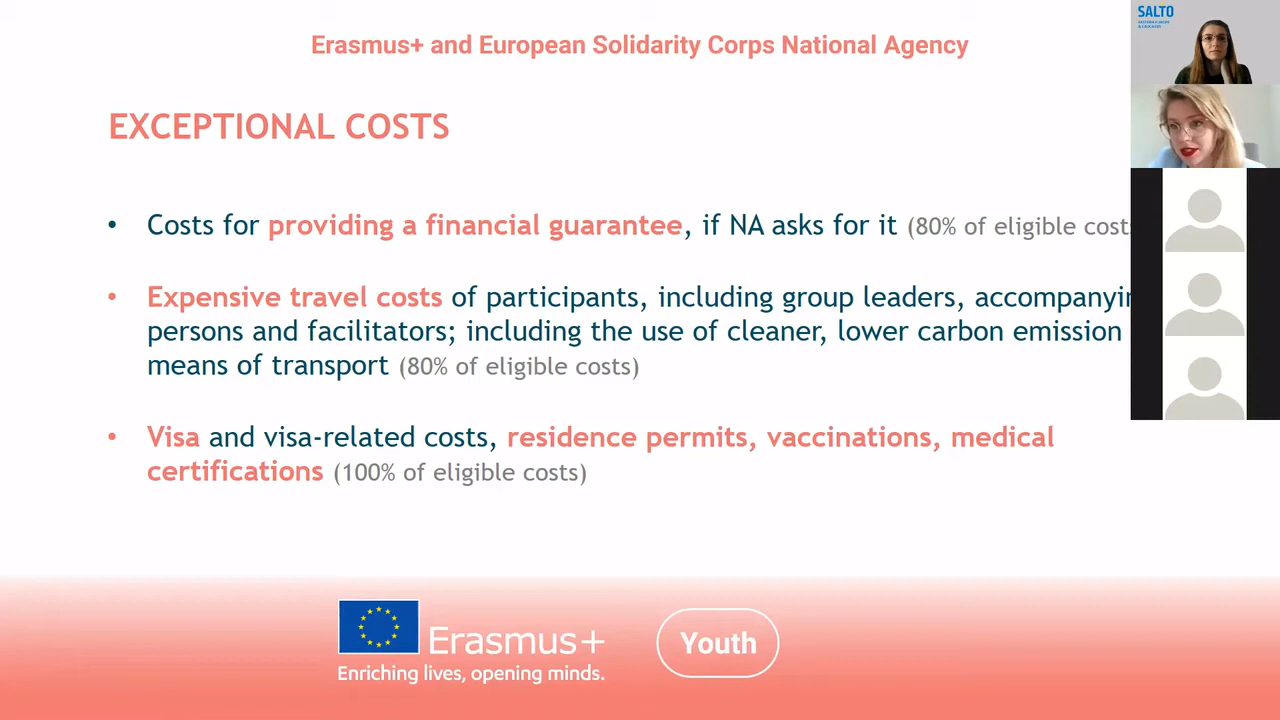 Erasmus+ and European Solidarity Corps National Agency
SALTO
EXCEPTIONAL COSTS
• Costs for providing a financial guarantee, if NA asks for it (80% of eligible cost
• Expensive travel costs of participants, including group leaders,
persons and facilitators; including the use of cleaner, lower carbon emission
means of transport (80% of eligible costs)
• Visa and visa-related costs, residence permits, vaccinations, medical
certifications (100% of eligible costs)
Erasmus+
Enriching lives, opening minds.
Youth